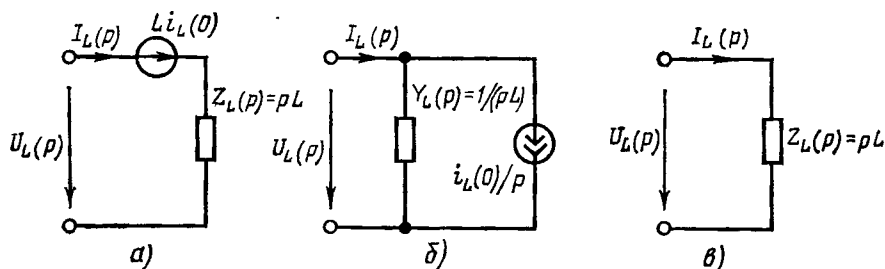 I_L(p)
Li_L(0)
Z_L(p)=pL
U_L(p)
а)
I_L(p)
Y_L(p)=1/(pL)
U_L(p)
i_L(0)/p
б)
I_L(p)
U_L(p)
Z_L(p)=pL
в)